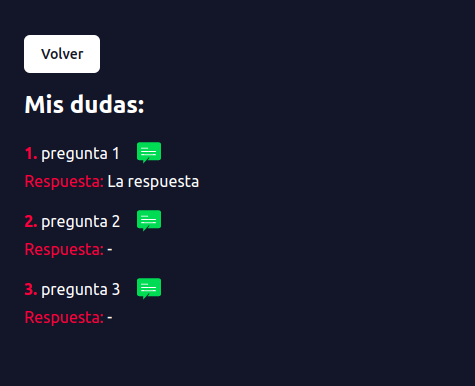 Volver
Mis dudas:
1. pregunta 1
Respuesta: La respuesta
2. pregunta 2
Respuesta: -
3. pregunta 3
Respuesta: -